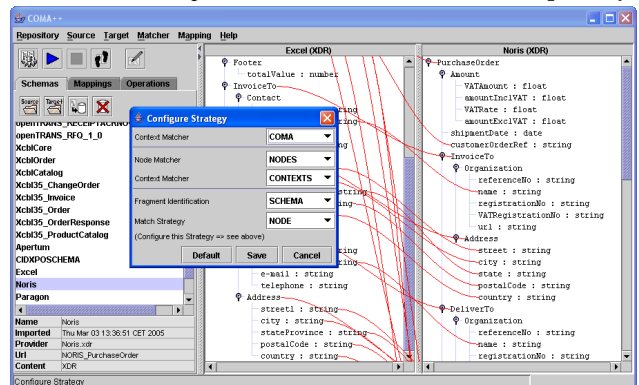 COMA++
Repository Source Target Matcher Mapping Help
Schemas Mappings Operations
Source Target
openTRANS_RFQ_1_0
XcblCore
XcblOrder
XcblCatalog
Xcbl35_ChangeOrder
Xcbl35_Invoice
Xcbl35_Order
Xcbl35_OrderResponse
Xcbl35_ProductCatalog
Apertum
CIDXPOSCHEMA
Excel
Noris
Paragon
Name Noris
Imported Thu Mar 03 13:36:51 CET 2005
Provider Noris.xdr
Url NORIS_PurchaseOrder
Content XDR
Configure Strategy
Excel (XDR)
Footer
totalValue : number
InvoiceTo
Contact
e-mail : string
telephone : string
Address
street1 : string
city : string
stateProvince : string
postalCode : string
country : string
Configure Strategy
Context Matcher COMA
Node Matcher NODES
Context Matcher CONTEXTS
Fragment Identification SCHEMA
Match Strategy NODE
(Configure this Strategy => see above)
Default Save Cancel
Noris (XDR)
PurchaseOrder
Amount
VATAmount : float
amountInclVAT : float
VATRate : float
amountExclVAT : float
shipmentDate : date
customerOrderRef : string
InvoiceTo
Organization
referenceNo : string
name : string
registrationNo : string
VATRegistrationNo : string
url : string
Address
street : string
city : string
state : string
postalCode : string
country : string
DeliverTo
Organization
referenceNo : string
name : string
registrationNo : string